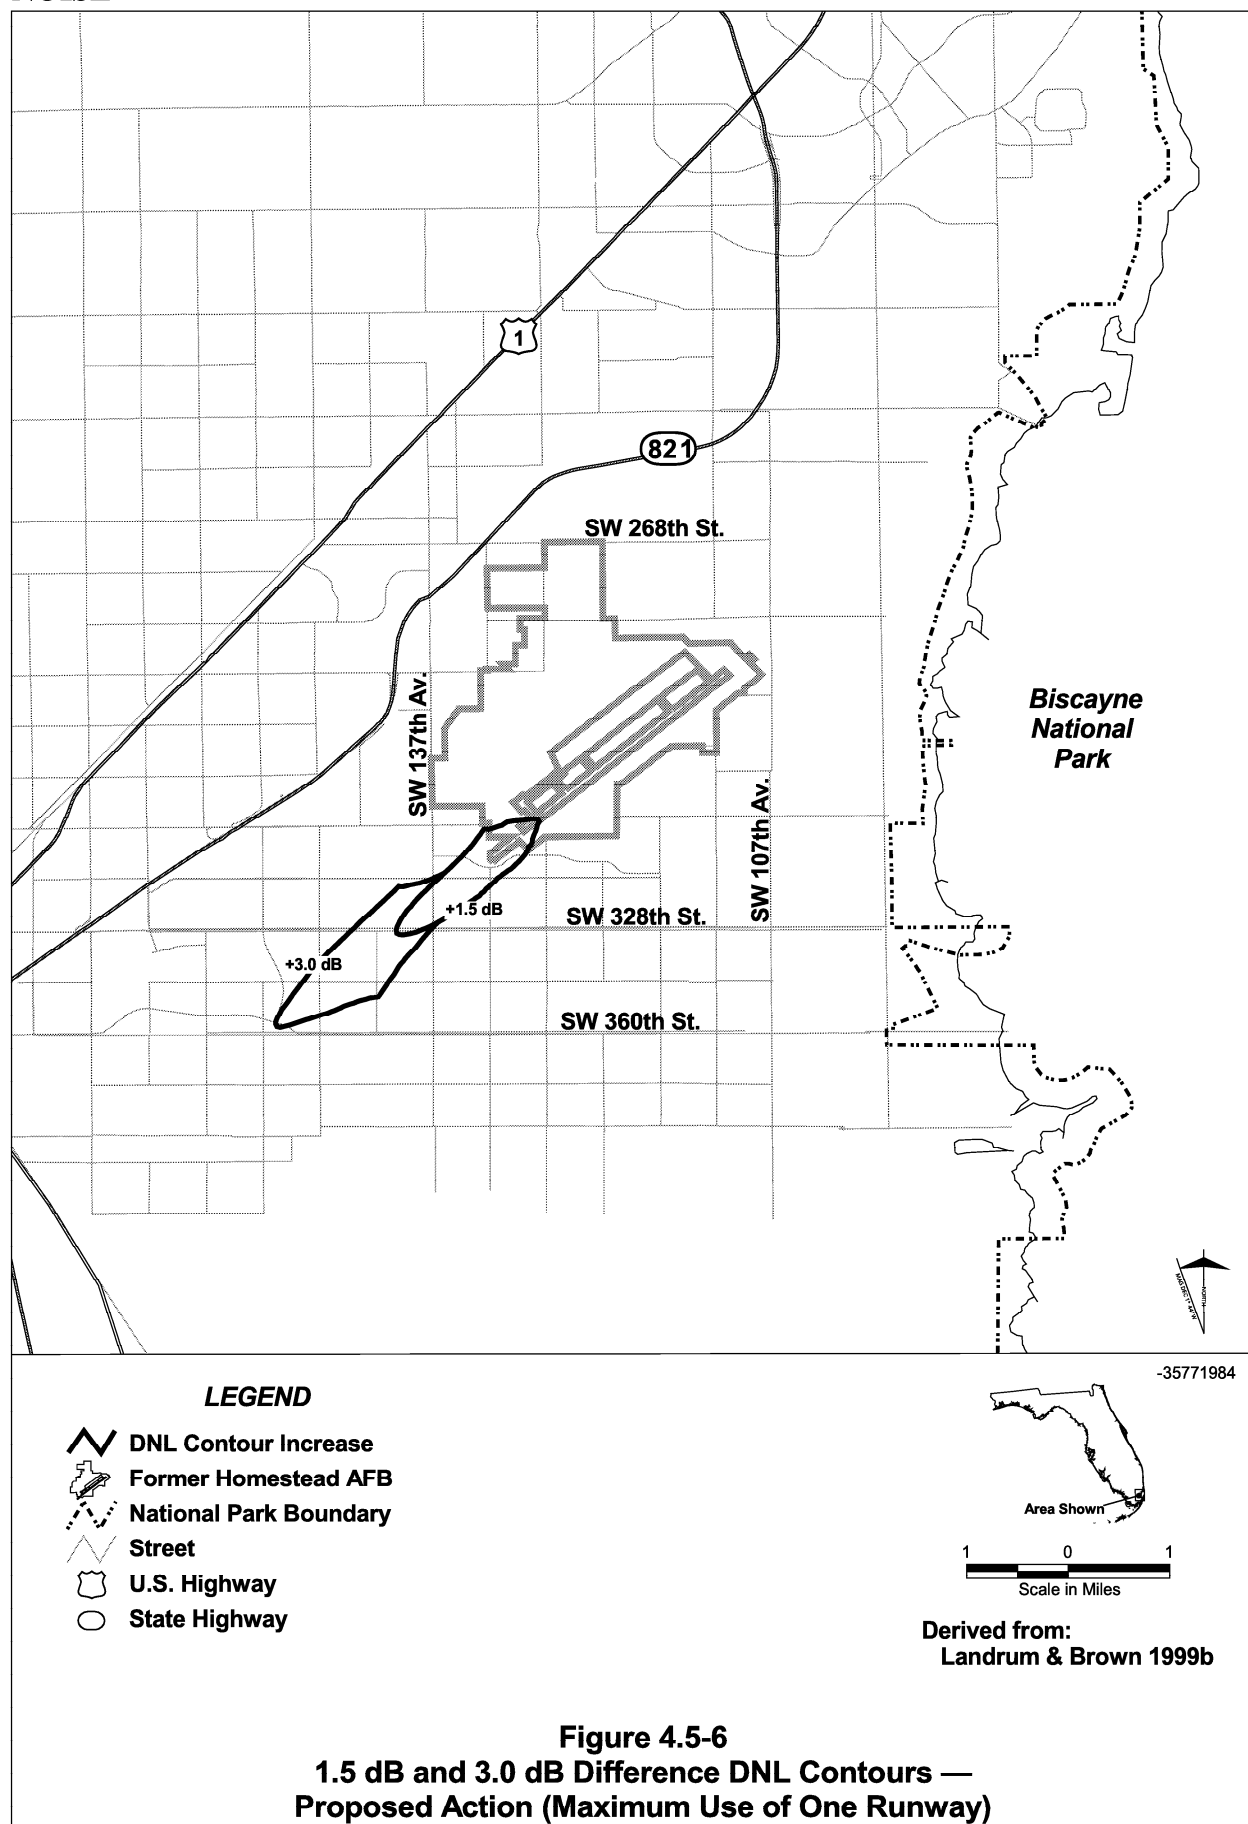 1
821
SW 268th St.
SW 137th Av.
Biscayne
National
Park
SW 107th Av.
+1.5 dB
SW 328th St.
+3.0 dB
SW 360th St.
NORTH
-35771984
LEGEND
DNL Contour Increase
Former Homestead AFB
National Park Boundary
Street
U.S. Highway
State Highway
Area Shown
1 0 1
Scale in Miles
Derived from:
Landrum & Brown 1999b
Figure 4.5-6
1.5 dB and 3.0 dB Difference DNL Contours —
Proposed Action (Maximum Use of One Runway)